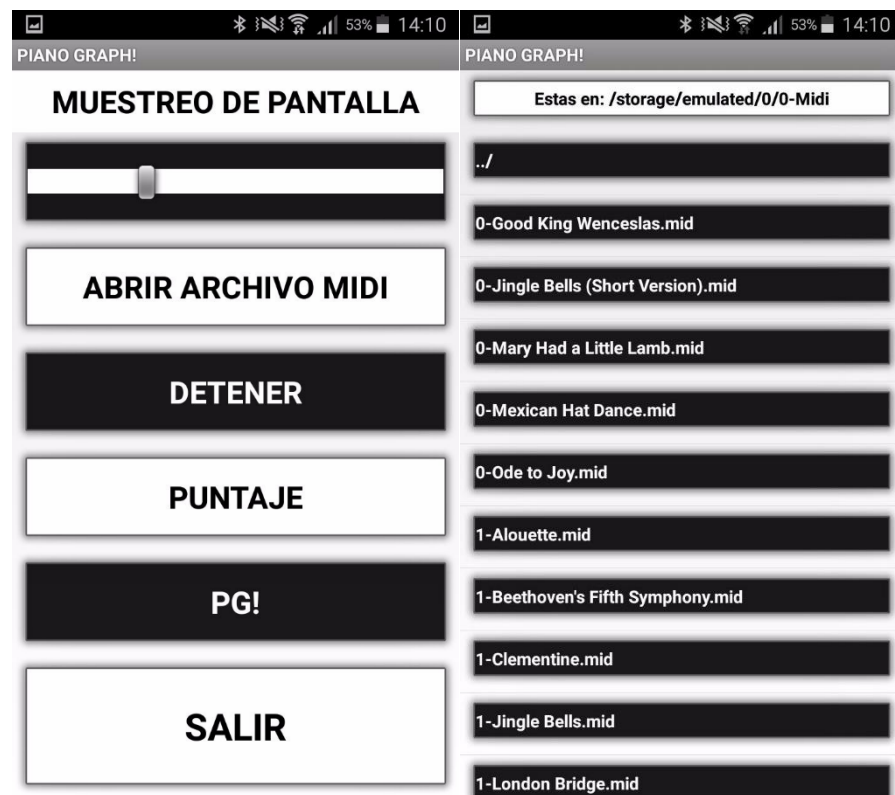 53% 14:10
PIANO GRAPH!
MUESTREO DE PANTALLA
ABRIR ARCHIVO MIDI
DETENER
PUNTAJE
PG!
SALIR
53% 14:10
PIANO GRAPH!
Estas en: /storage/emulated/0/0-Midi
../
0-Good King Wenceslas.mid
0-Jingle Bells (Short Version).mid
0-Mary Had a Little Lamb.mid
0-Mexican Hat Dance.mid
0-Ode to Joy.mid
1-Alouette.mid
1-Beethoven's Fifth Symphony.mid
1-Clementine.mid
1-Jingle Bells.mid
1-London Bridge.mid